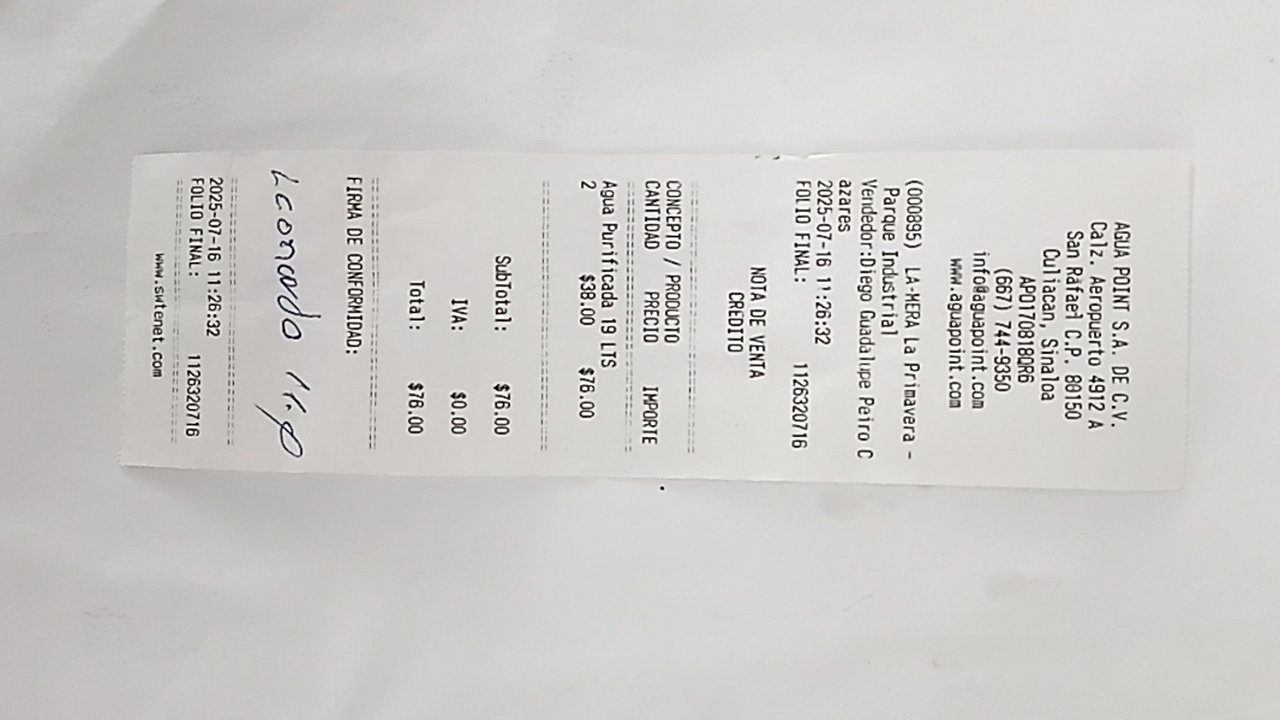 AGUA POINT S.A. DE C.V.
Calz. Aeropuerto 4912 A
San Rafael C.P. 80150
Culiacan, Sinaloa
APO170818QR6
(667) 744-9350
info@aguapoint.com
www.aguapoint.com
(000895) LA-MERA La Primavera -
Parque Industrial
Vendedor:Diego Guadalupe Peiro C
azares
2025-07-16 11:26:32
FOLIO FINAL: 1126320716
NOTA DE VENTA
CREDITO
================================
CONCEPTO / PRODUCTO
CANTIDAD / PRECIO IMPORTE
================================
Agua Purificada 19 LTS
2 $38.00 $76.00
================================
SubTotal: $76.00
IVA: $0.00
Total: $76.00
================================
FIRMA DE CONFORMIDAD:
Leonardo
================================
2025-07-16 11:26:32
FOLIO FINAL: 1126320716
================================
www.swtenet.com